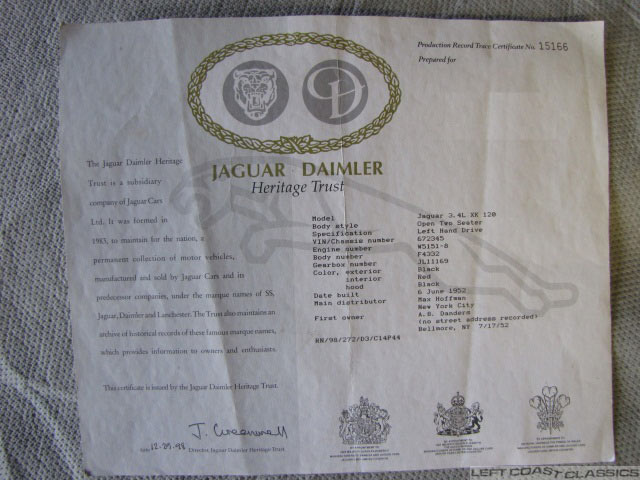 Production Record Trace Certificate No. 15166
Prepared for
JAGUAR DAIMLER
Heritage Trust
The Jaguar Daimler Heritage
Trust is a subsidiary
company of Jaguar Cars
Ltd. It was formed in
1983, to maintain for the nation, a
permanent collection of motor vehicles,
manufactured and sold by Jaguar Cars and its
predecessor companies, under the marque names of SS,
Jaguar, Daimler and Lanchester. The Trust also maintains an
archive of historical records of these famous marque names,
which provides information to owners and enthusiasts.
This certificate is issued by the Jaguar Daimler Heritage Trust.
Model Jaguar 3.4L XK 120
Body style Open Two Seater
Specification Left Hand Drive
VIN/Chassis number 672345
Engine number W5151-8
Body number F4332
Gearbox number JL11169
Color, exterior Black
interior Red
hood Black
Date built 6 June 1952
Main distributor Max Hoffman
New York City
First owner A.B. Danders
(no street address recorded)
Bellmore, NY 7/17/52
RR/98/272/D3/C14P44
12.29.98 Director, Jaguar Daimler Heritage Trust
LEFT COAST CLASSICS